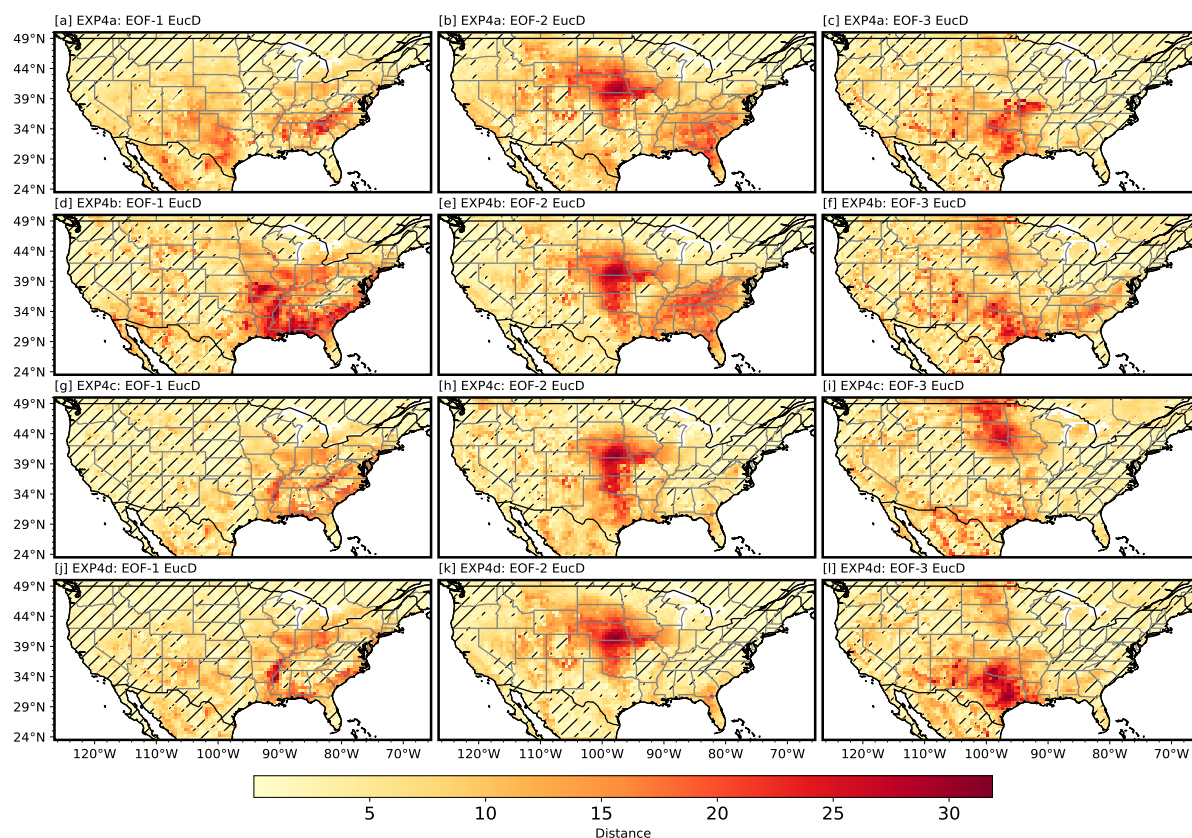 [a] EXP4a: EOF-1 EucD
[b] EXP4a: EOF-2 EucD
[c] EXP4a: EOF-3 EucD
49°N
44°N
39°N
34°N
29°N
24°N
[d] EXP4b: EOF-1 EucD
[e] EXP4b: EOF-2 EucD
[f] EXP4b: EOF-3 EucD
49°N
44°N
39°N
34°N
29°N
24°N
[g] EXP4c: EOF-1 EucD
[h] EXP4c: EOF-2 EucD
[i] EXP4c: EOF-3 EucD
49°N
44°N
39°N
34°N
29°N
24°N
[j] EXP4d: EOF-1 EucD
[k] EXP4d: EOF-2 EucD
[l] EXP4d: EOF-3 EucD
49°N
44°N
39°N
34°N
29°N
24°N
120°W 110°W 100°W 90°W 80°W 70°W
120°W 110°W 100°W 90°W 80°W 70°W
120°W 110°W 100°W 90°W 80°W 70°W
5 10 15 20 25 30
Distance